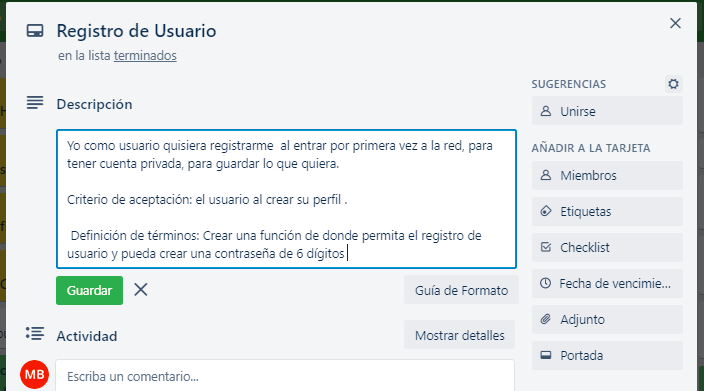 Registro de Usuario
en la lista terminados
SUGERENCIAS
Unirse
Descripción
Yo como usuario quisiera registrarme  al entrar por primera vez a la red, para
tener cuenta privada, para guardar lo que quiera.
Criterio de aceptación: el usuario al crear su perfil .
Definición de términos: Crear una función de donde permita el registro de
usuario y pueda crear una contraseña de 6 dígitos
AÑADIR A LA TARJETA
Miembros
Etiquetas
Checklist
Fecha de vencimie...
Adjunto
Portada
Guardar
Guía de Formato
Actividad
Mostrar detalles
MB
Escriba un comentario...